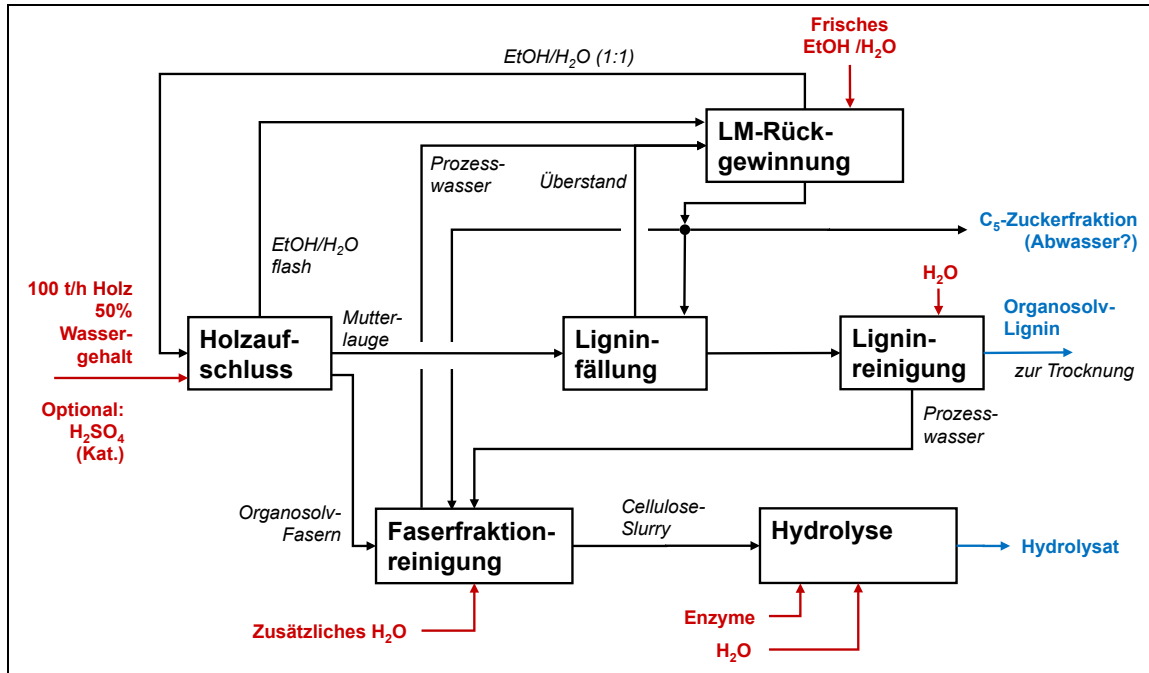 Frisches
EtOH /H₂O
EtOH/H₂O (1:1)
LM-Rück-
gewinnung
Prozess-
wasser
Überstand
C₅-Zuckerfraktion
(Abwasser?)
EtOH/H₂O
flash
H₂O
100 t/h Holz
50%
Wasser-
gehalt
Organosolv-
Lignin
Holzauf-
schluss
Mutter-
lauge
Lignin-
fällung
Lignin-
reinigung
zur Trocknung
Optional:
H₂SO₄
(Kat.)
Prozess-
wasser
Organosolv-
Fasern
Faserfraktion-
reinigung
Cellulose-
Slurry
Hydrolyse
Hydrolysat
Enzyme
Zusätzliches H₂O
H₂O